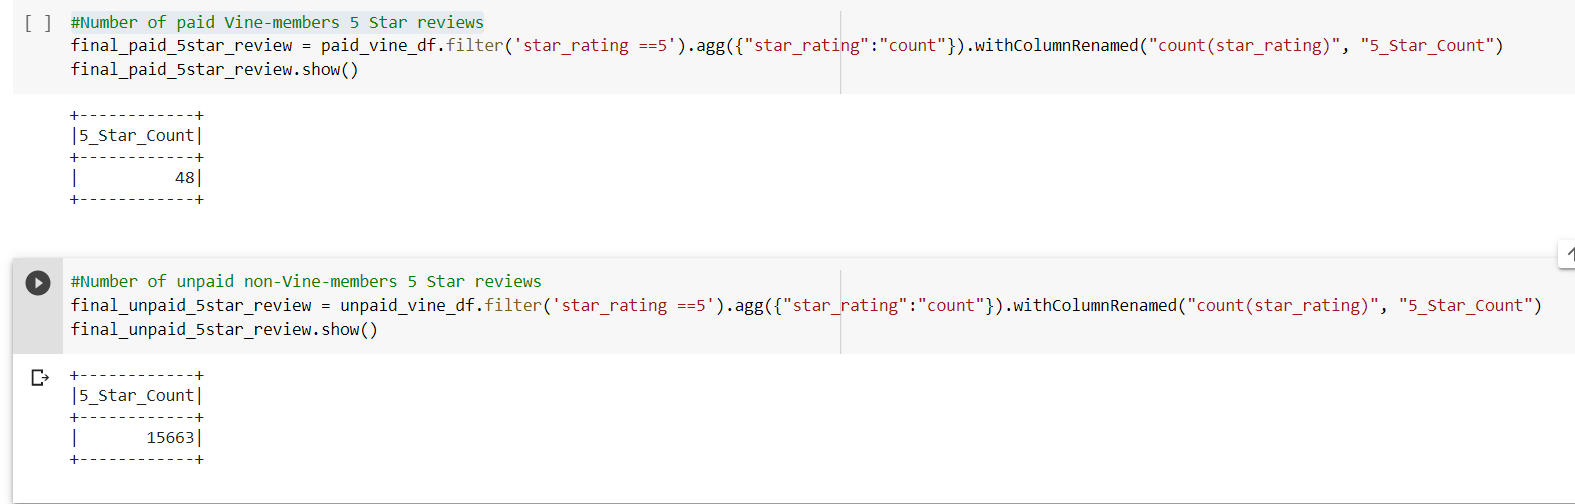 [ ] #Number of paid Vine-members 5 Star reviews
final_paid_5star_review = paid_vine_df.filter('star_rating ==5').agg({"star_rating":"count"}).withColumnRenamed("count(star_rating)", "5_Star_Count")
final_paid_5star_review.show()
+------------+
|5_Star_Count|
+------------+
|          48|
+------------+
#Number of unpaid non-Vine-members 5 Star reviews
final_unpaid_5star_review = unpaid_vine_df.filter('star_rating ==5').agg({"star_rating":"count"}).withColumnRenamed("count(star_rating)", "5_Star_Count")
final_unpaid_5star_review.show()
+------------+
|5_Star_Count|
+------------+
|       15663|
+------------+